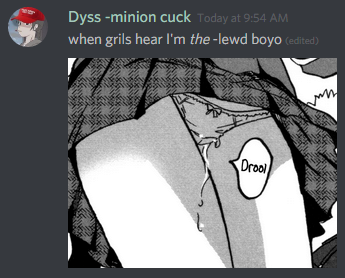 Dyss -minion cuck Today at 9:54 AM
when grils hear I'm the -lewd boyo (edited)
Drool